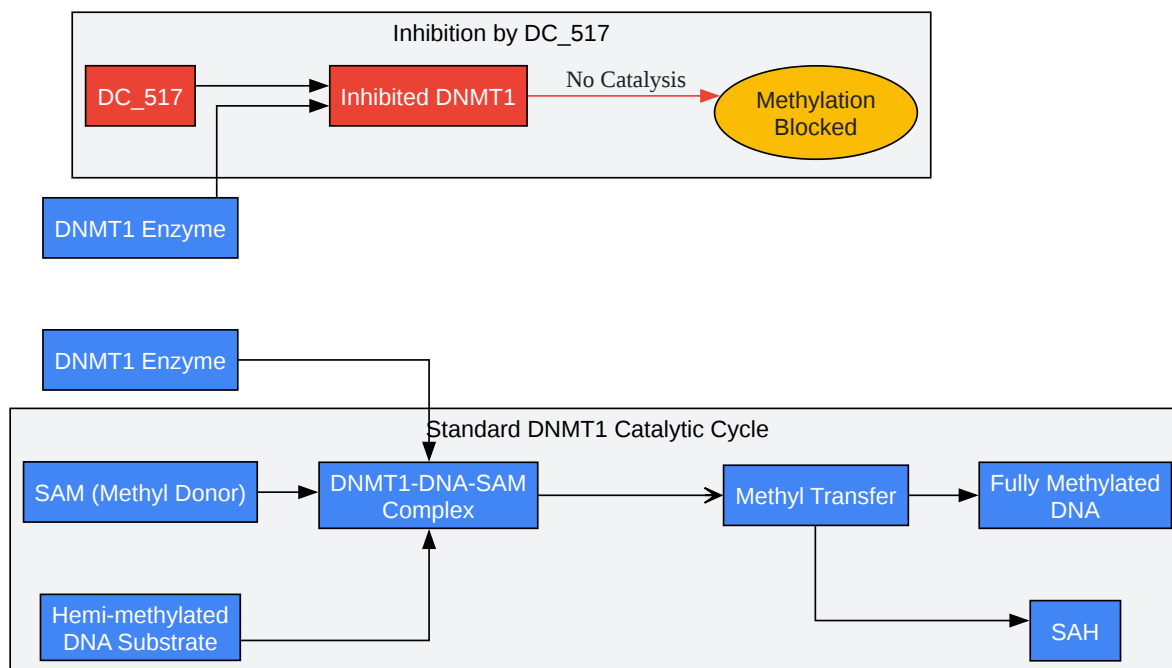 Inhibition by DC_517
DC_517
Inhibited DNMT1
No Catalysis
Methylation
Blocked
DNMT1 Enzyme
DNMT1 Enzyme
Standard DNMT1 Catalytic Cycle
SAM (Methyl Donor)
DNMT1-DNA-SAM
Complex
Methyl Transfer
Fully Methylated
DNA
Hemi-methylated
DNA Substrate
SAH